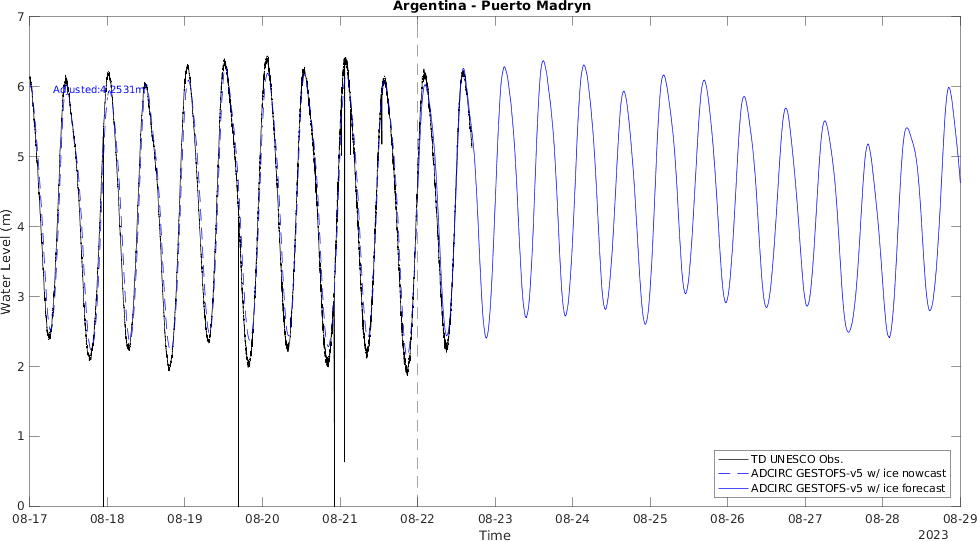 Argentina - Puerto Madryn
7
6
5
4
3
2
1
0
Water Level (m)
Adjusted:4.2531m
TD UNESCO Obs.
ADCIRC GESTOFS-v5 w/ ice nowcast
ADCIRC GESTOFS-v5 w/ ice forecast
08-17 08-18 08-19 08-20 08-21 08-22 08-23 08-24 08-25 08-26 08-27 08-28 08-29
Time
2023